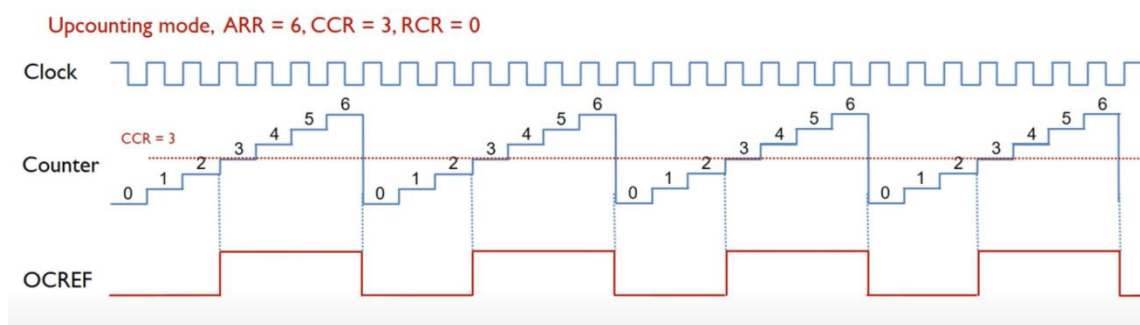 Upcounting mode, ARR = 6, CCR = 3, RCR = 0
Clock
CCR = 3
Counter
0 1 2 3 4 5 6 0 1 2 3 4 5 6 0 1 2 3 4 5 6 0 1 2 3 4 5 6
OCREF